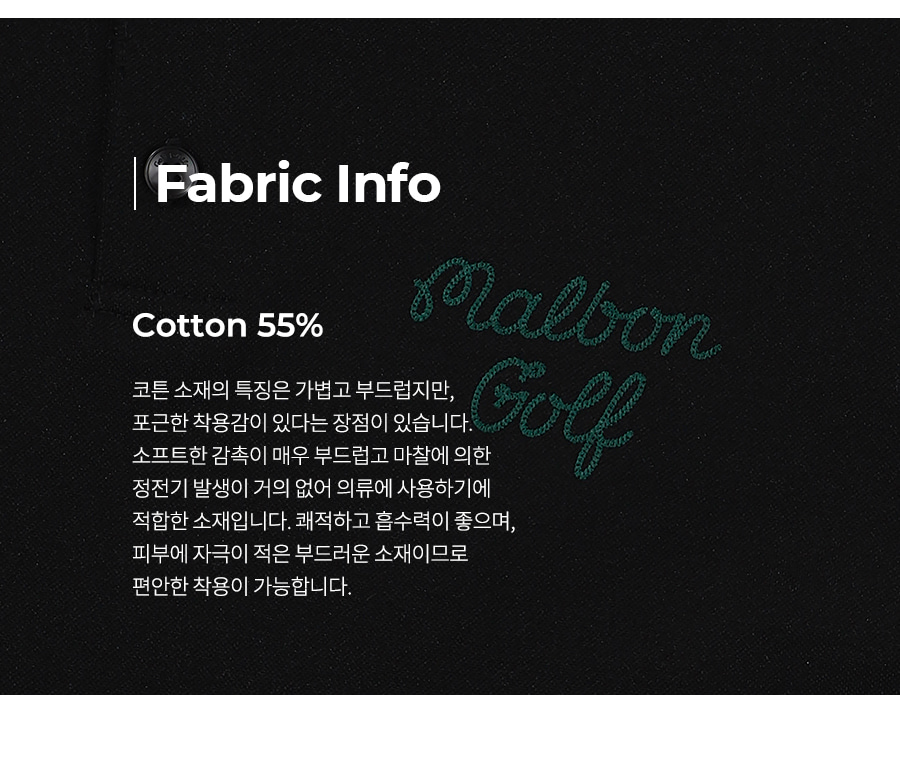 Fabric Info
Malbon
Golf
Cotton 55%
코튼 소재의 특징은 가볍고 부드럽지만,
포근한 착용감이 있다는 장점이 있습니다.
소프트한 감촉이 매우 부드럽고 마찰에 의한
정전기 발생이 거의 없어 의류에 사용하기에
적합한 소재입니다. 쾌적하고 흡수력이 좋으며,
피부에 자극이 적은 부드러운 소재이므로
편안한 착용이 가능합니다.